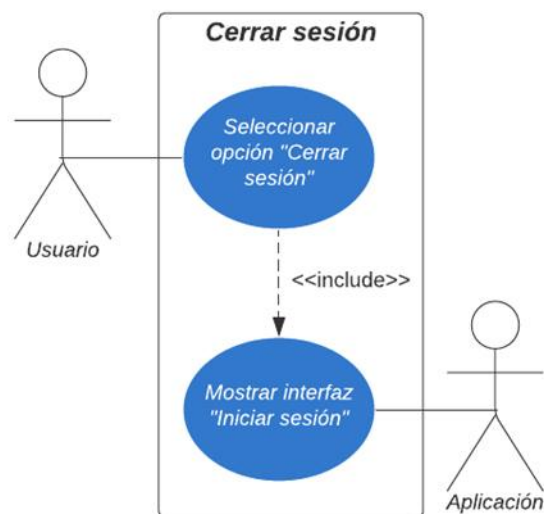 Cerrar sesión
Seleccionar
opción "Cerrar
sesión"
Usuario
<<include>>
Mostrar interfaz
"Iniciar sesión"
Aplicación